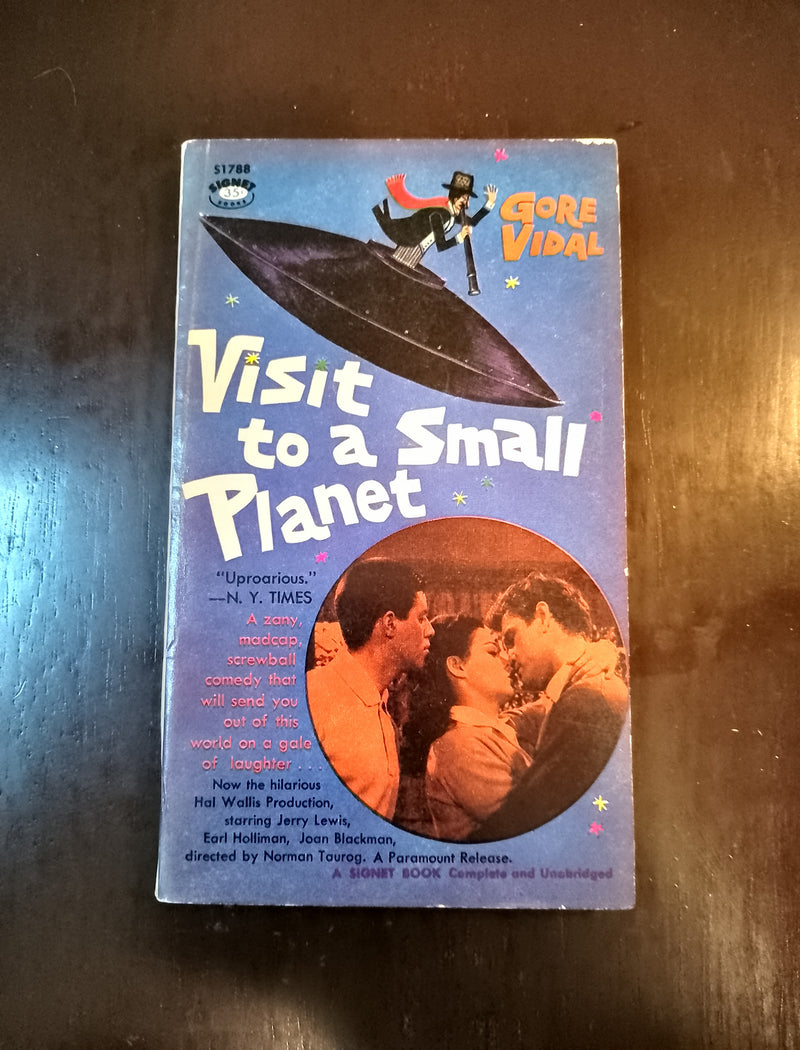 S1788
SIGNET
35¢
BOOKS
GORE
VIDAL
Visit
to a Small
Planet
"Uproarious."
—N. Y. TIMES
A zany,
madcap,
screwball
comedy that
will send you
out of this
world on a gale
of laughter . . .
Now the hilarious
Hal Wallis Production,
starring Jerry Lewis,
Earl Holliman, Joan Blackman,
directed by Norman Taurog. A Paramount Release.
A SIGNET BOOK Complete and Unabridged